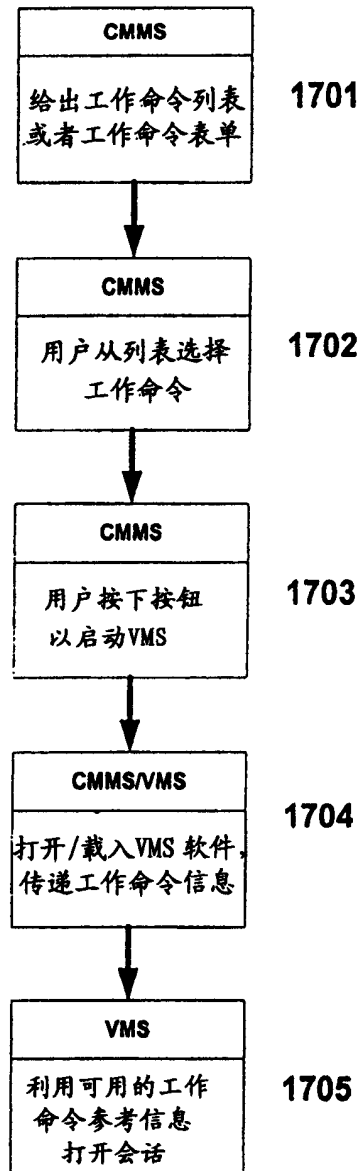 CMMS
给出工作命令列表
或者工作命令表单
1701
CMMS
用户从列表选择
工作命令
1702
CMMS
用户按下按钮
以启动VMS
1703
CMMS/VMS
打开/载入VMS 软件,
传递工作命令信息
1704
VMS
利用可用的工作
命令参考信息
打开会话
1705